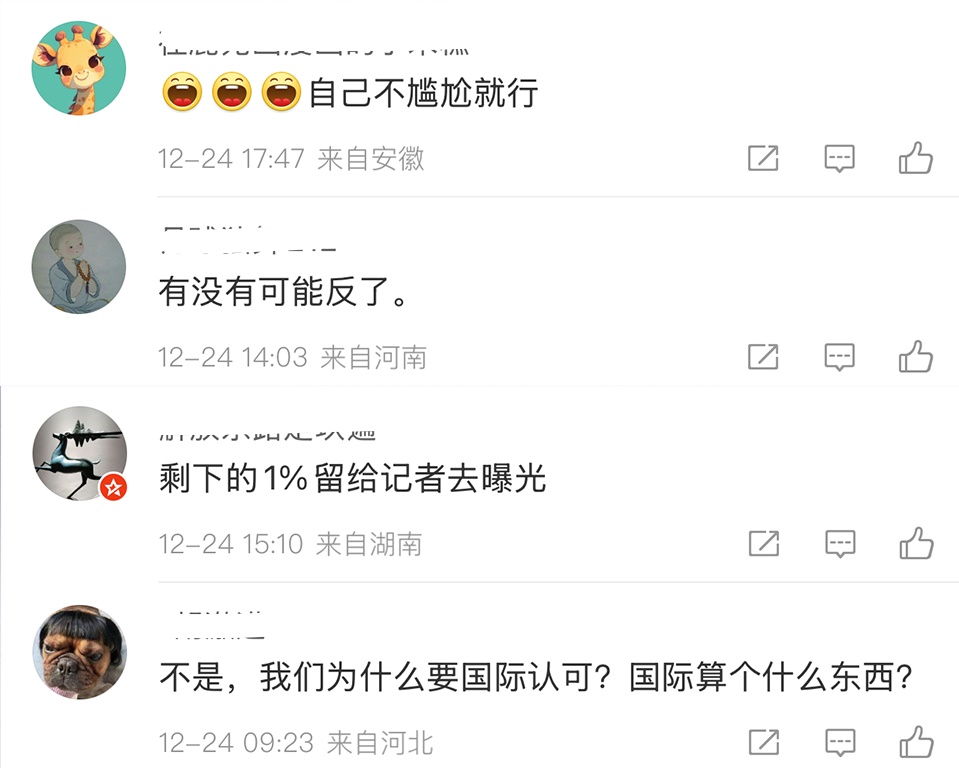 自己不尴尬就行
12-24 17:47 来自安徽
有没有可能反了。
12-24 14:03 来自河南
剩下的1%留给记者去曝光
12-24 15:10 来自湖南
不是，我们为什么要国际认可？国际算个什么东西？
12-24 09:23 来自河北